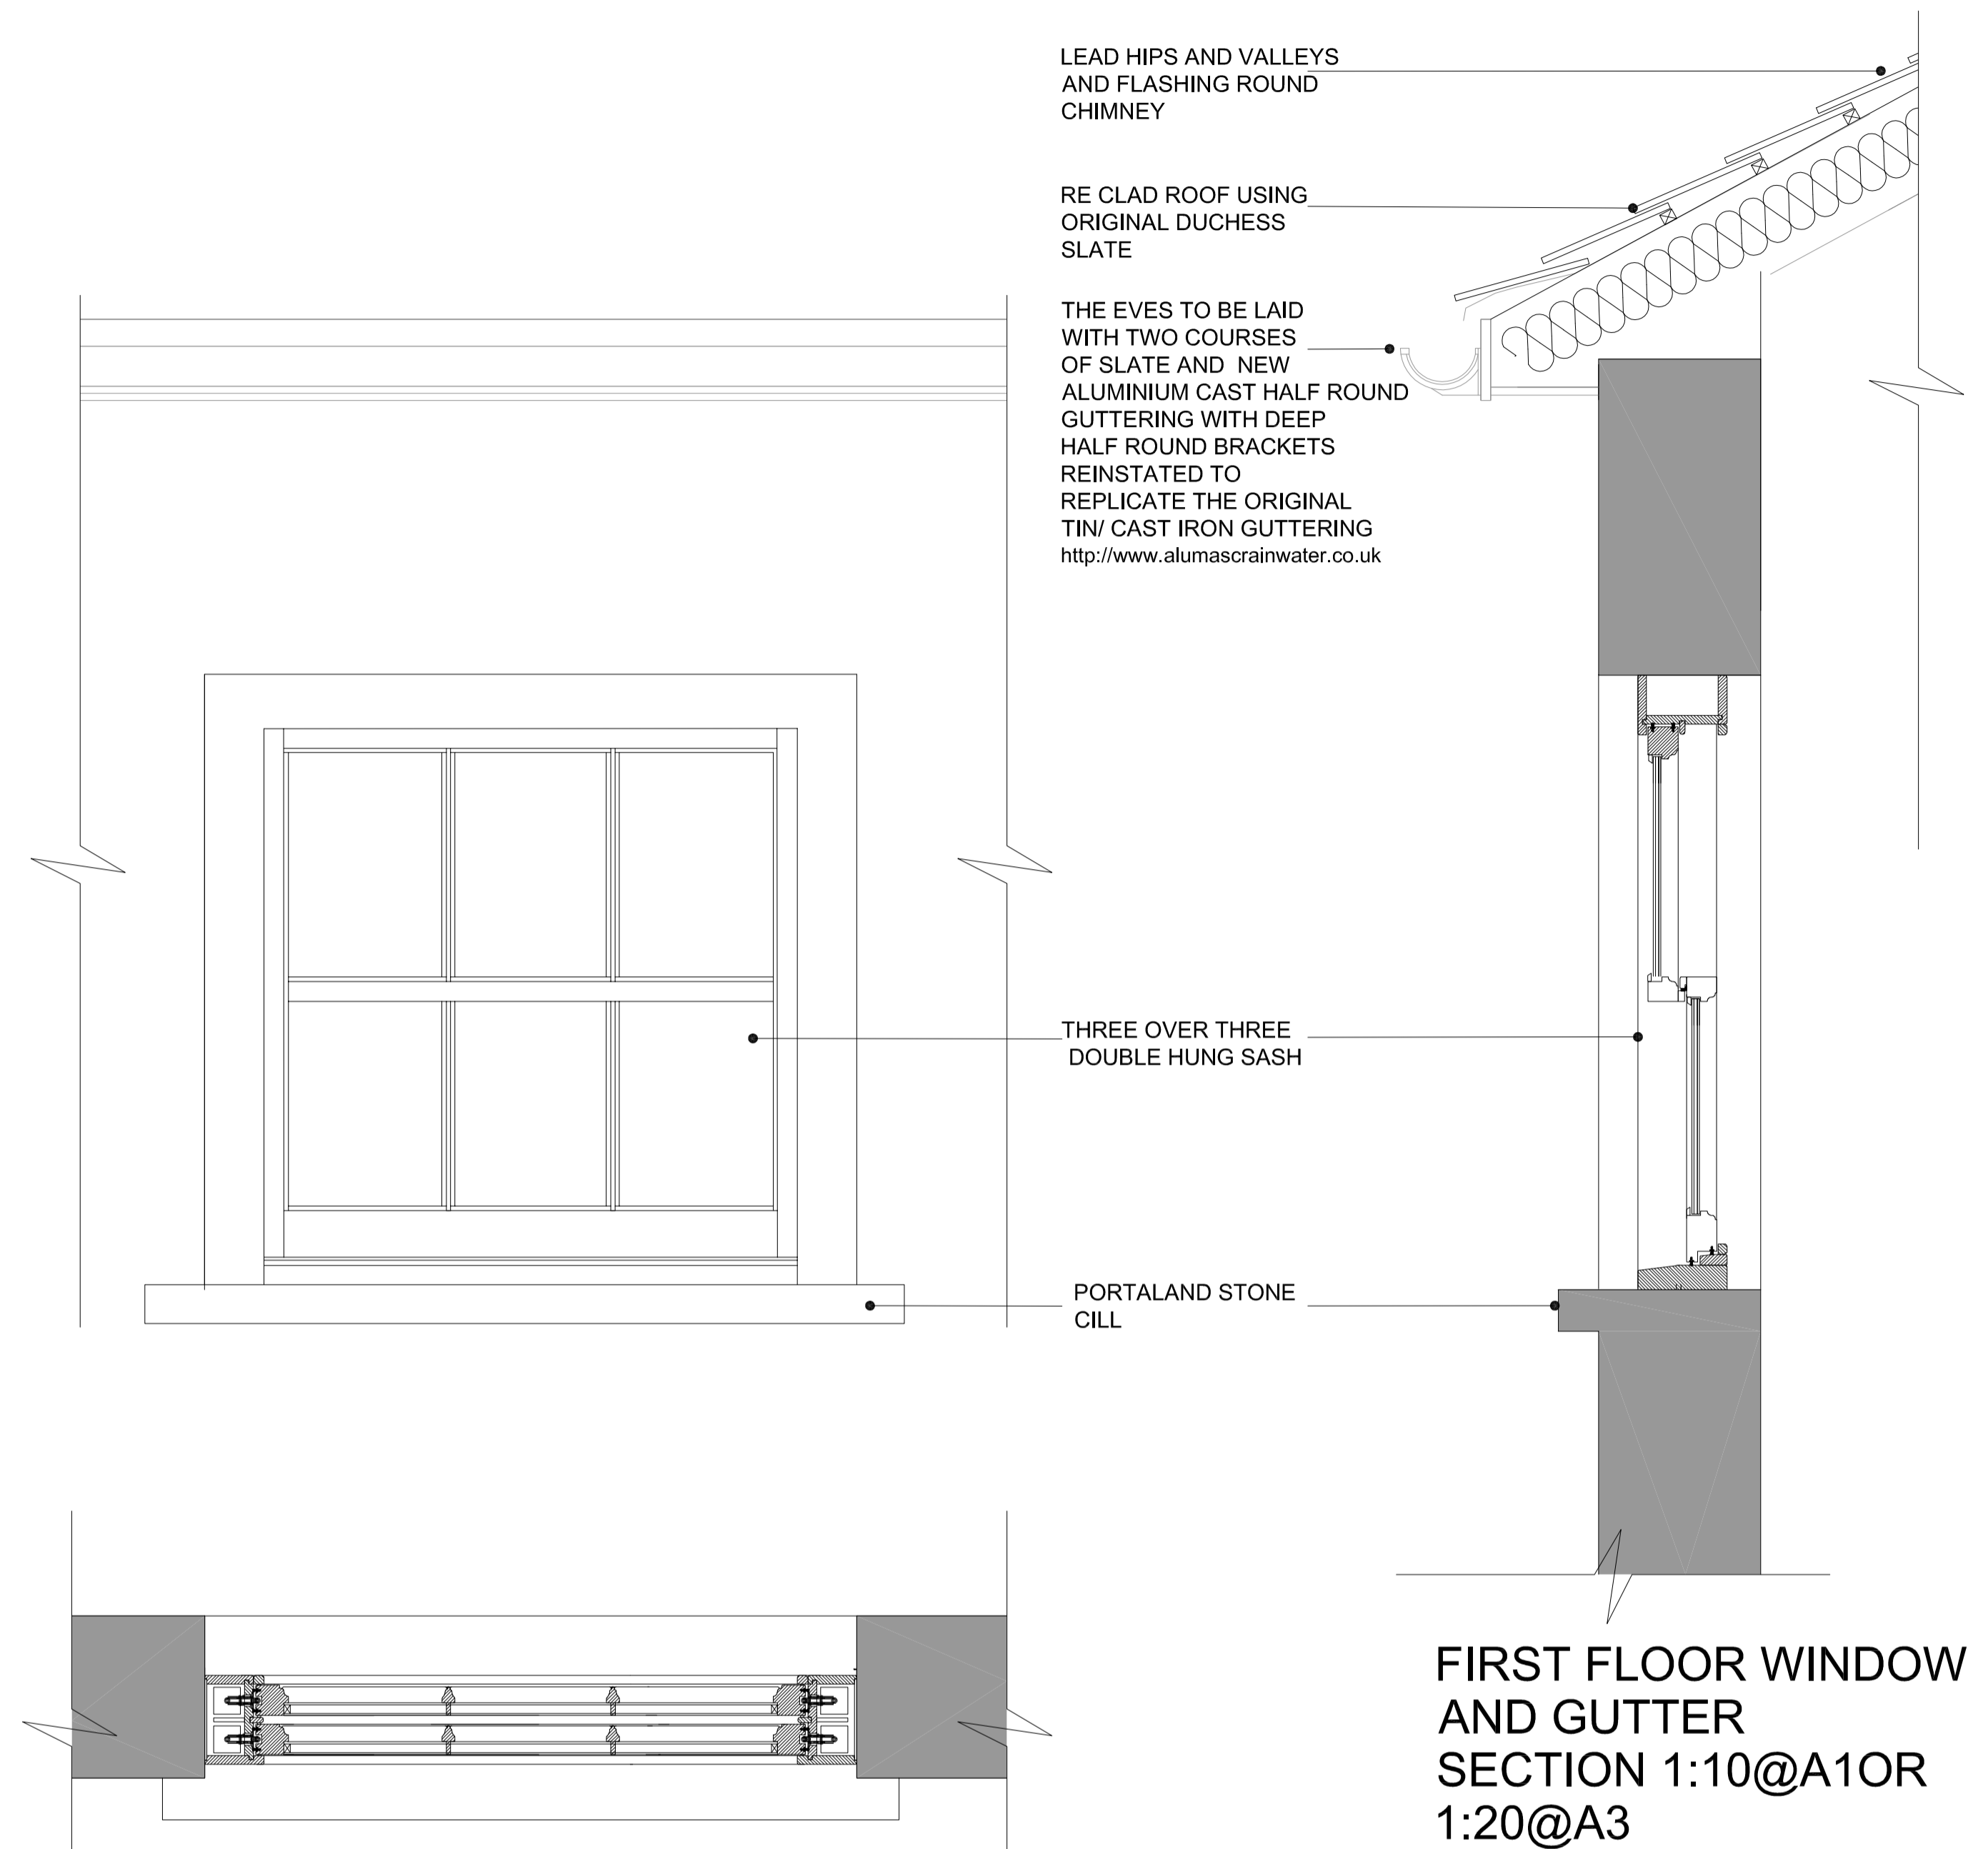 LEAD HIPS AND VALLEYS
AND FLASHING ROUND
CHIMNEY
RE CLAD ROOF USING
ORIGINAL DUCHESS
SLATE
THE EVES TO BE LAID
WITH TWO COURSES
OF SLATE AND NEW
ALUMINIUM CAST HALF ROUND
GUTTERING WITH DEEP
HALF ROUND BRACKETS
REINSTATED TO
REPLICATE THE ORIGINAL
TIN/ CAST IRON GUTTERING
http://www.alumascrainwater.co.uk
THREE OVER THREE
DOUBLE HUNG SASH
PORTALAND STONE
CILL
FIRST FLOOR WINDOW
AND GUTTER
SECTION 1:10@A1OR
1:20@A3